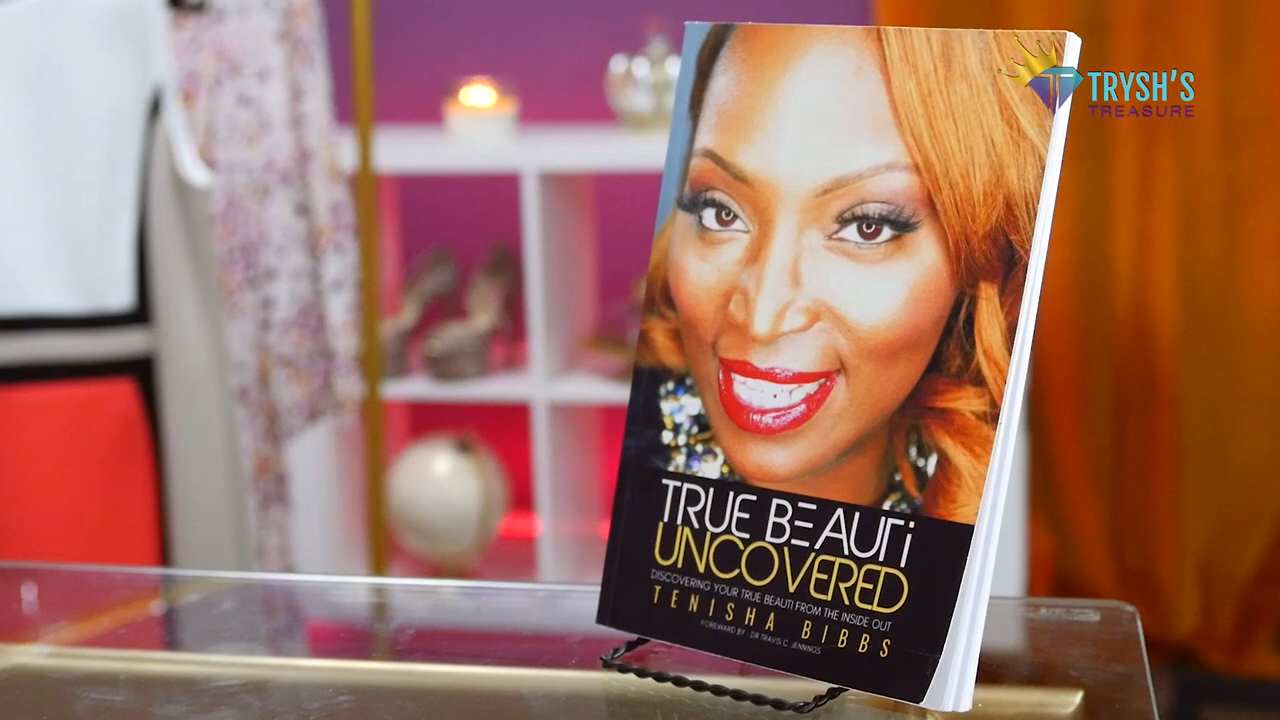 TRYSH'S
TREASURE
TRUE BEAUTi
UNCOVERED
DISCOVERING YOUR TRUE BEAUTI FROM THE INSIDE OUT
TENISHA BIBBS
FOREWARD BY: DR TRAVIS C. JENNINGS